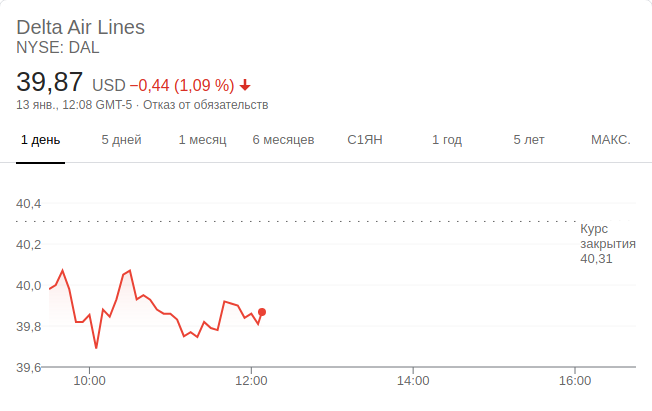 Delta Air Lines
NYSE: DAL
39,87 USD −0,44 (1,09 %)
13 янв., 12:08 GMT-5 · Отказ от обязательств
1 день 5 дней 1 месяц 6 месяцев С1ЯН 1 год 5 лет МАКС.
40,4
Курс
закрытия
40,31
40,2
40,0
39,8
39,6
10:00 12:00 14:00 16:00